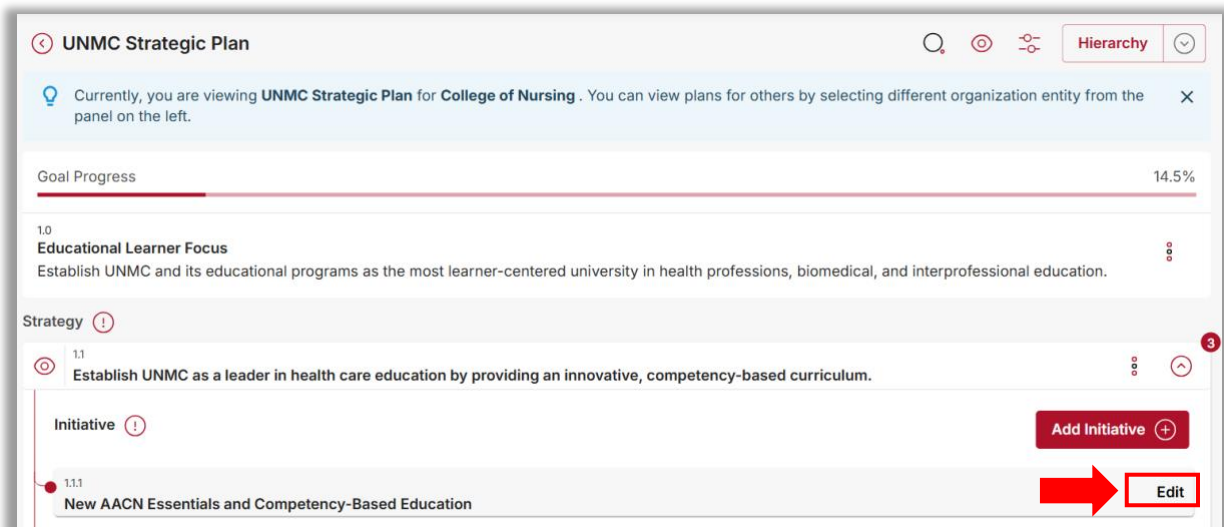 UNMC Strategic Plan
Hierarchy
Currently, you are viewing UNMC Strategic Plan for College of Nursing . You can view plans for others by selecting different organization entity from the
panel on the left.
Goal Progress
14.5%
1.0
Educational Learner Focus
Establish UNMC and its educational programs as the most learner-centered university in health professions, biomedical, and interprofessional education.
Strategy
3
1.1
Establish UNMC as a leader in health care education by providing an innovative, competency-based curriculum.
Initiative
Add Initiative
1.1.1
New AACN Essentials and Competency-Based Education
Edit